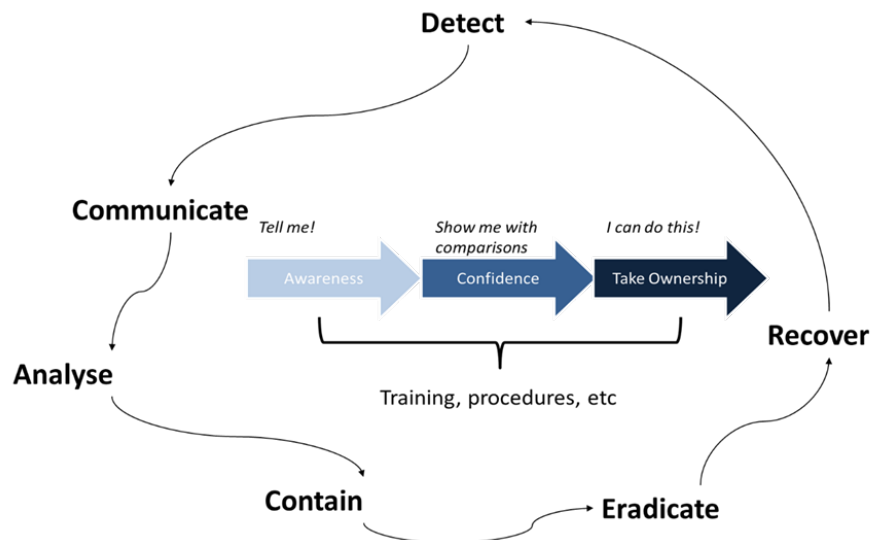 Detect
Communicate
Tell me!
Show me with
comparisons
I can do this!
Awareness
Confidence
Take Ownership
Recover
Analyse
Training, procedures, etc
Contain
Eradicate